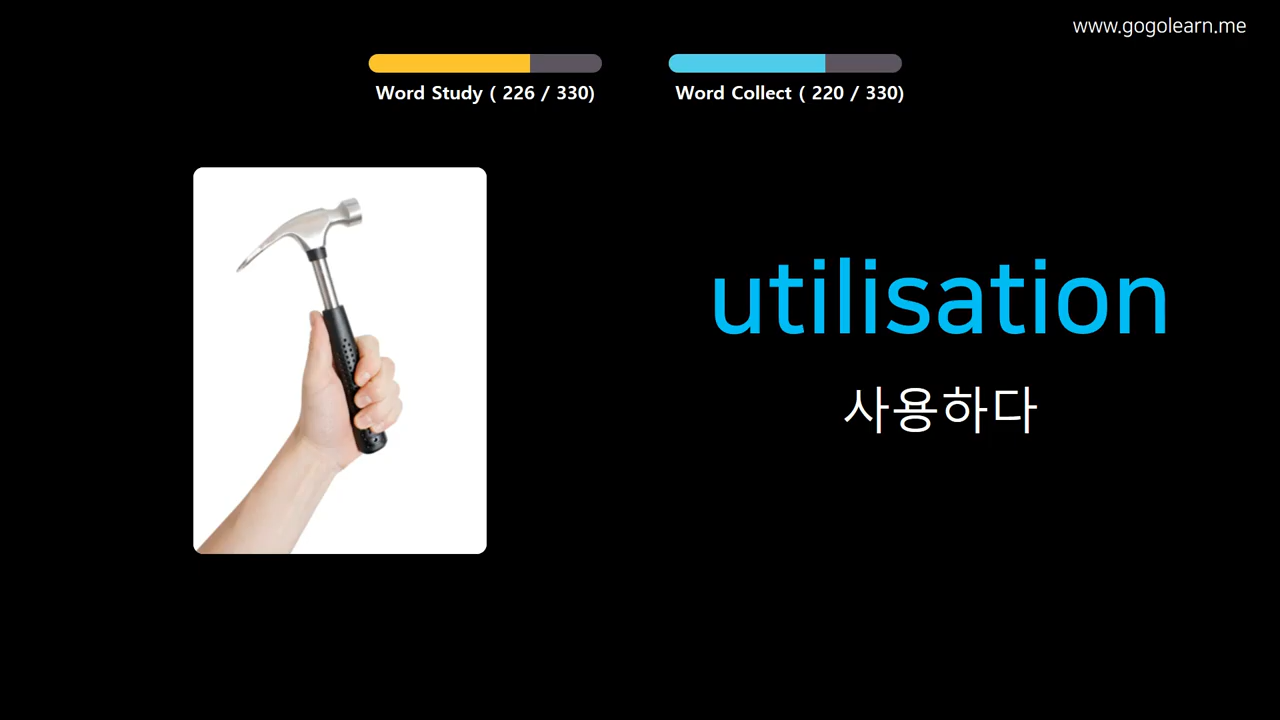 www.gogolearn.me
Word Study ( 226 / 330)
Word Collect ( 220 / 330)
utilisation
사용하다